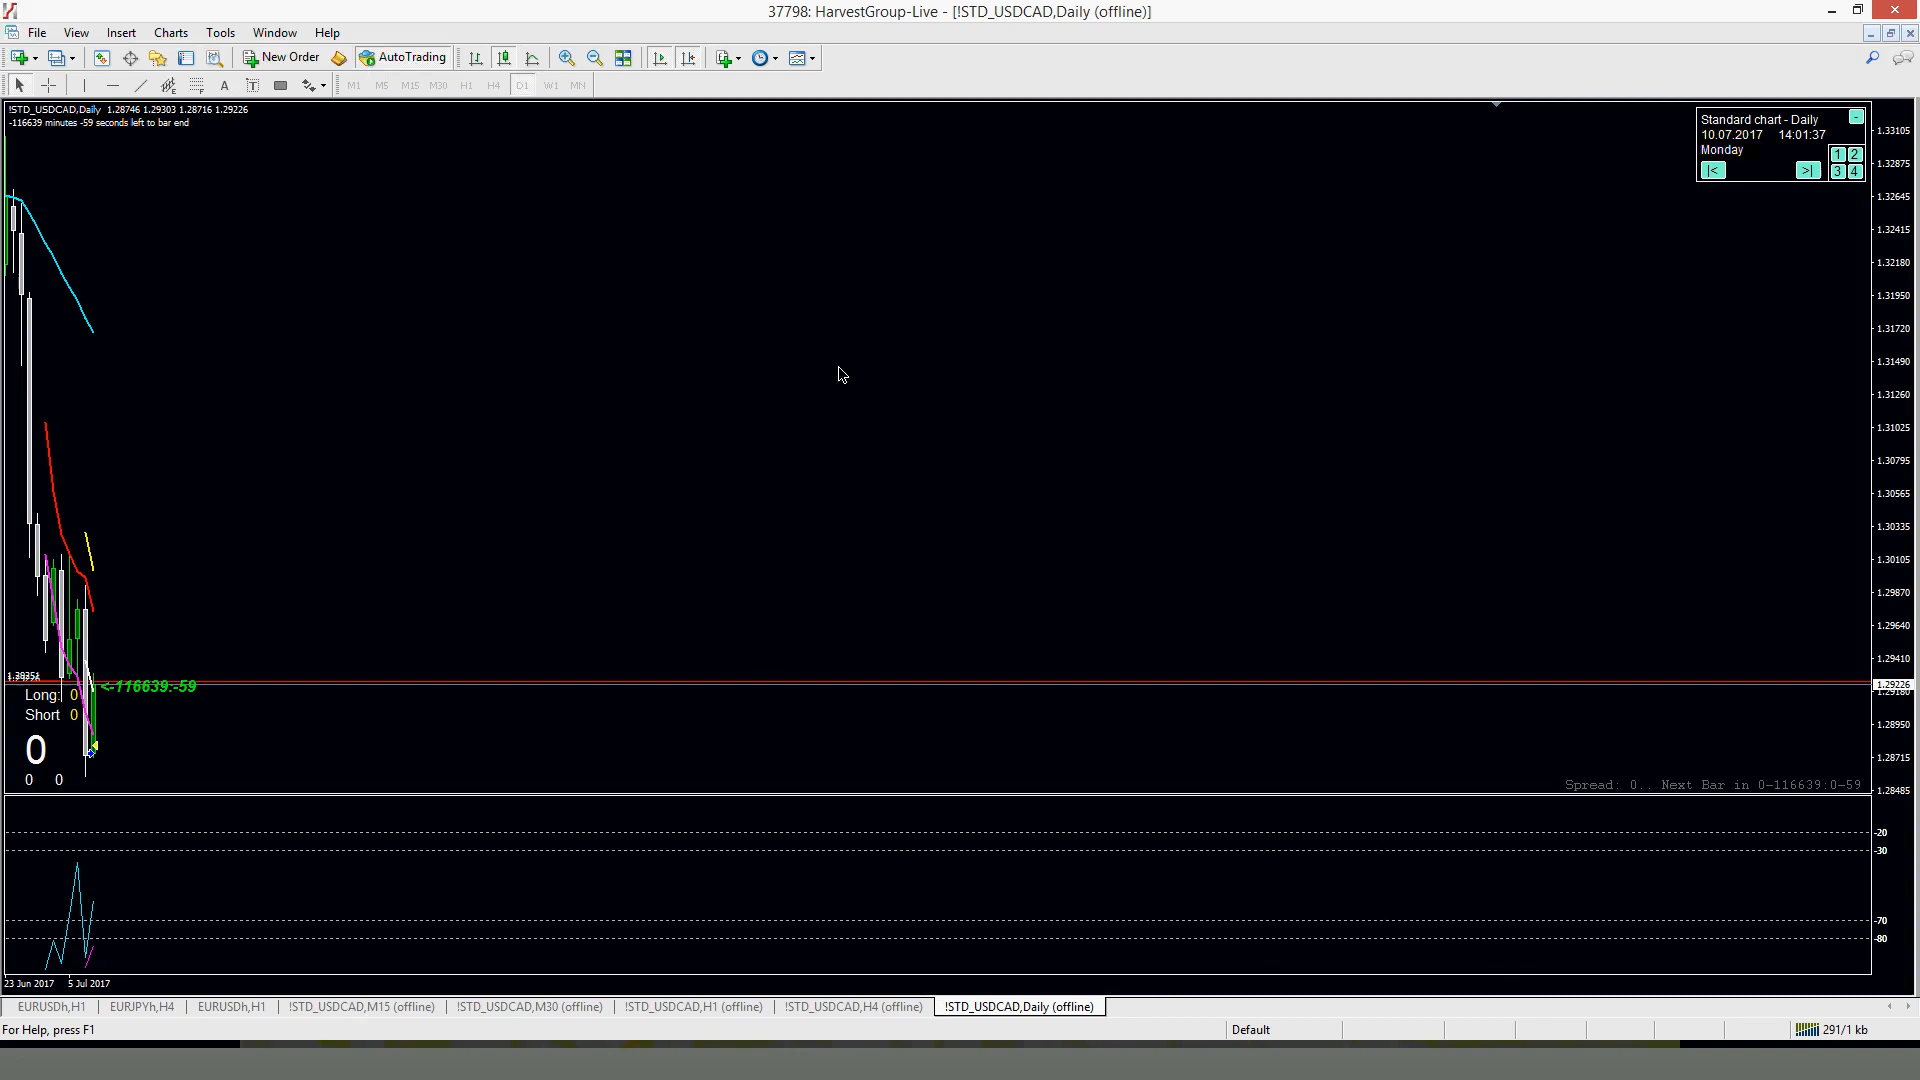 37798: HarvestGroup-Live - [!STD_USDCAD,Daily (offline)]
File View Insert Charts Tools Window Help
New Order AutoTrading
A T M1 M5 M15 M30 H1 H4 D1 W1 MN
!STD_USDCAD,Daily 1.28746 1.29303 1.28716 1.29226
-116639 minutes -59 seconds left to bar end
Standard chart - Daily -
10.07.2017 14:01:37
Monday 1 2
|< >| 3 4
1.33105
1.32875
1.32645
1.32415
1.32180
1.31950
1.31720
1.31490
1.31260
1.31025
1.30795
1.30565
1.30335
1.30105
1.29870
1.29640
1.29410
1.29226
1.29180
1.28950
1.28715
1.28485
<-116639:-59
Long: 0
Short 0
0
0 0
Spread: 0.. Next Bar in 0-116639:0-59
-20
-30
-70
-80
23 Jun 2017 5 Jul 2017
EURUSDh,H1 EURJPYh,H4 EURUSDh,H1 !STD_USDCAD,M15 (offline) !STD_USDCAD,M30 (offline) !STD_USDCAD,H1 (offline) !STD_USDCAD,H4 (offline) !STD_USDCAD,Daily (offline)
For Help, press F1 Default 291/1 kb